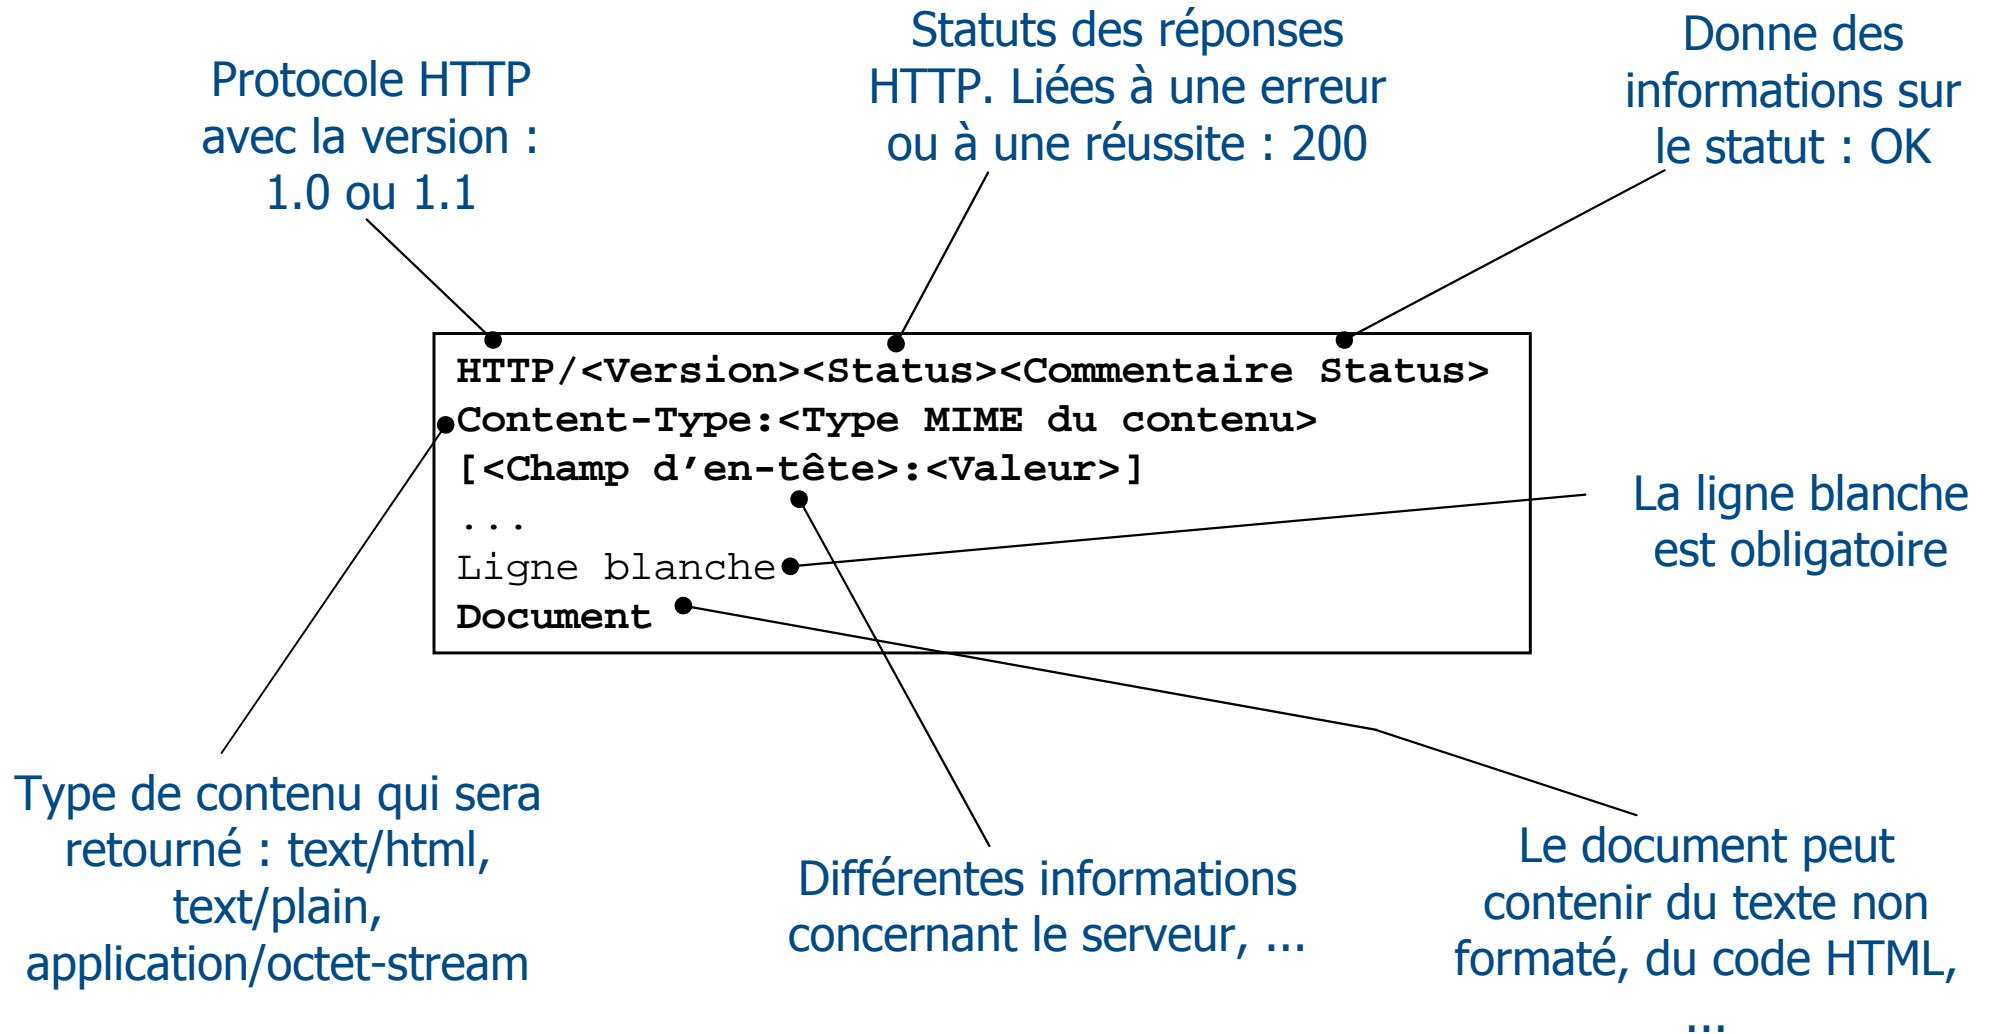 Protocole HTTP
avec la version :
1.0 ou 1.1
Statuts des réponses
HTTP. Liées à une erreur
ou à une réussite : 200
Donne des
informations sur
le statut : OK
HTTP/<Version><Status><Commentaire Status>
Content-Type:<Type MIME du contenu>
[<Champ d’en-tête>:<Valeur>]
...
Ligne blanche
Document
La ligne blanche
est obligatoire
Type de contenu qui sera
retourné : text/html,
text/plain,
application/octet-stream
Différentes informations
concernant le serveur, ...
Le document peut
contenir du texte non
formaté, du code HTML,
...